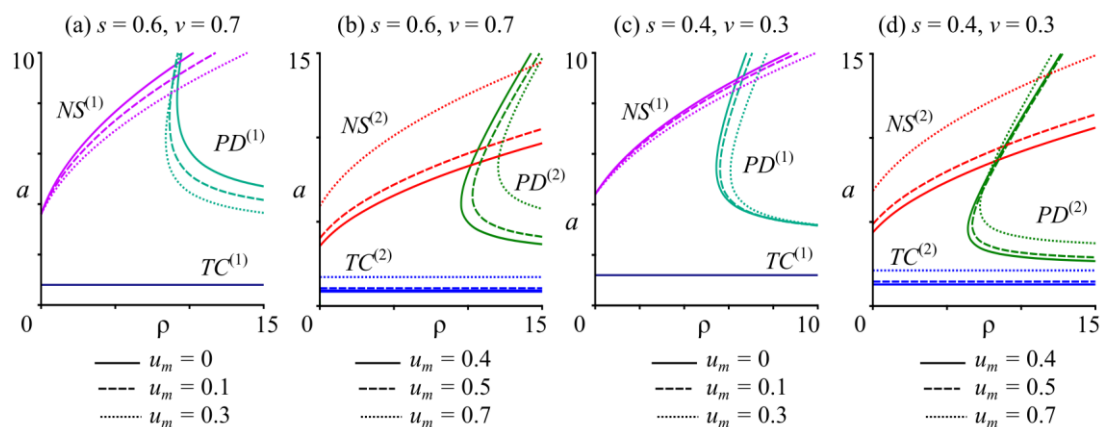 (a) s = 0.6, v = 0.7
(b) s = 0.6, v = 0.7
(c) s = 0.4, v = 0.3
(d) s = 0.4, v = 0.3
10
NS(1)
PD(1)
a
TC(1)
0
ρ
15
15
NS(2)
PD(2)
a
TC(2)
0
ρ
15
10
NS(1)
PD(1)
a
TC(1)
0
ρ
10
15
NS(2)
PD(2)
a
TC(2)
0
ρ
15
u_m = 0
u_m = 0.1
u_m = 0.3
u_m = 0.4
u_m = 0.5
u_m = 0.7
u_m = 0
u_m = 0.1
u_m = 0.3
u_m = 0.4
u_m = 0.5
u_m = 0.7